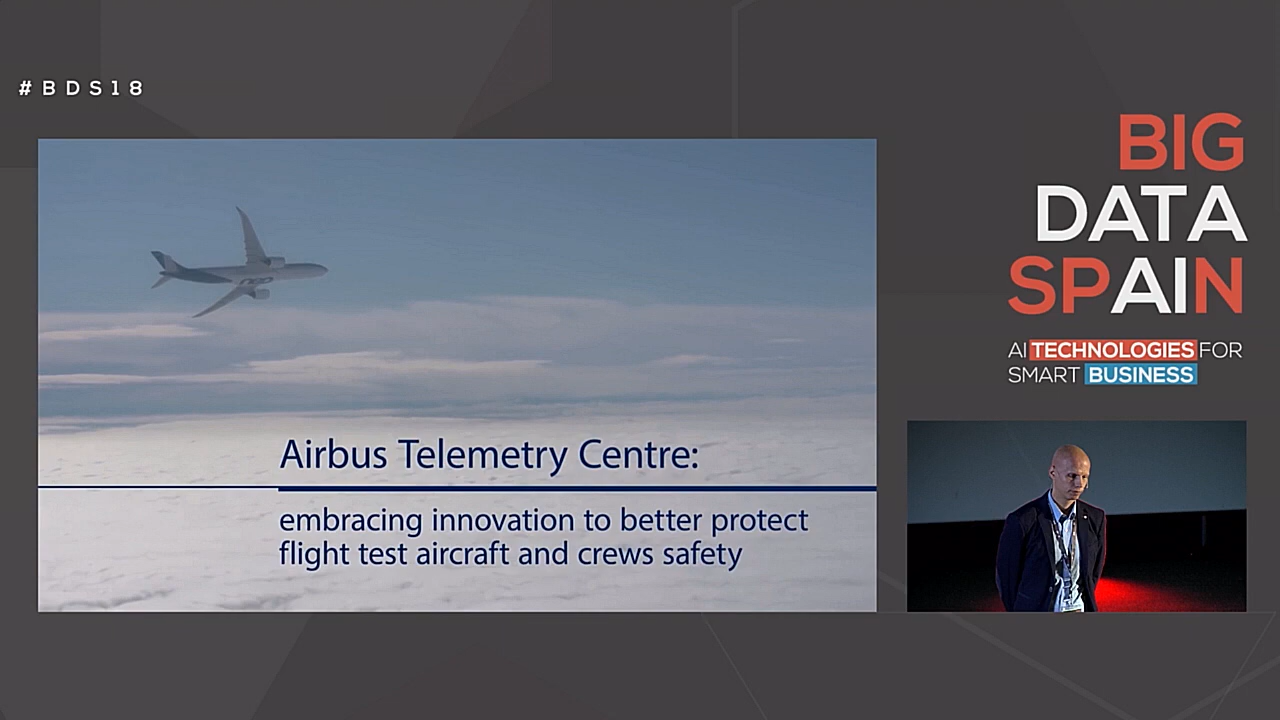 #BDS18
BIG
DATA
SPAIN
AI TECHNOLOGIES FOR
SMART BUSINESS
Airbus Telemetry Centre:
embracing innovation to better protect
flight test aircraft and crews safety